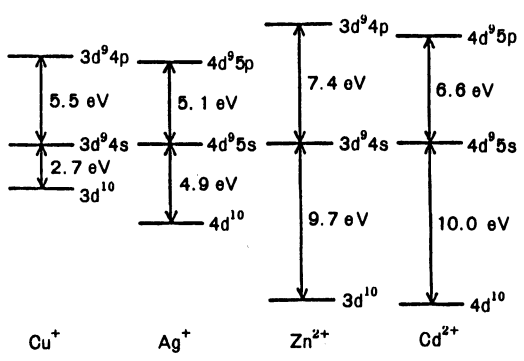 3d⁹4p
5.5 eV
3d⁹4s
2.7 eV
3d¹⁰
Cu⁺
4d⁹5p
5.1 eV
4d⁹5s
4.9 eV
4d¹⁰
Ag⁺
3d⁹4p
7.4 eV
3d⁹4s
9.7 eV
3d¹⁰
Zn²⁺
4d⁹5p
6.6 eV
4d⁹5s
10.0 eV
4d¹⁰
Cd²⁺